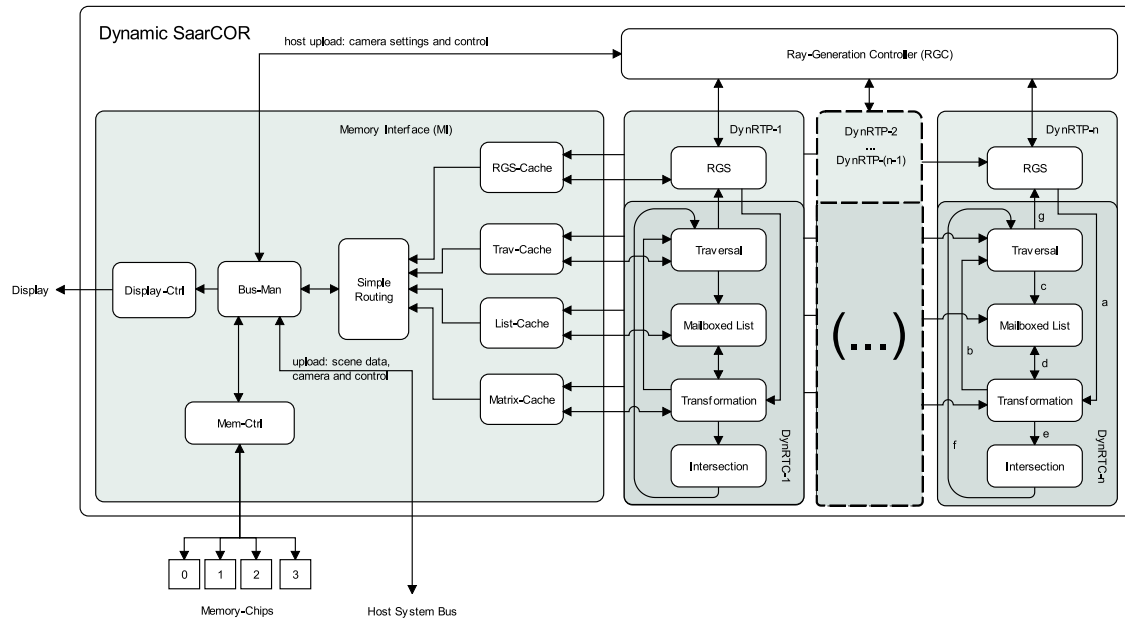 Dynamic SaarCOR
host upload: camera settings and control
Ray-Generation Controller (RGC)
Memory Interface (MI)
RGS-Cache
Trav-Cache
List-Cache
Matrix-Cache
Simple
Routing
Bus-Man
Display-Ctrl
Display
upload: scene data,
camera and control
Mem-Ctrl
0
1
2
3
Memory-Chips
Host System Bus
DynRTP-1
RGS
Traversal
Mailboxed List
Transformation
Intersection
DynRTC-1
DynRTP-2
...
DynRTP-(n-1)
(...)
DynRTP-n
RGS
g
Traversal
c
a
Mailboxed List
b
d
Transformation
e
f
Intersection
DynRTC-n